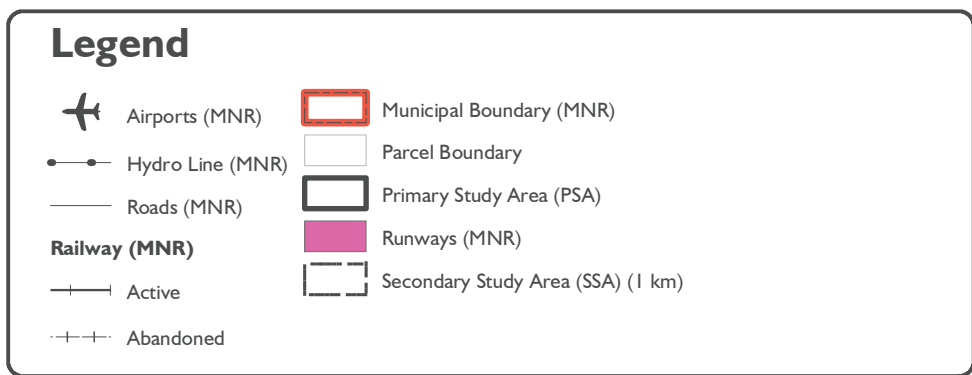 Legend
Airports (MNR)
Hydro Line (MNR)
Roads (MNR)
Railway (MNR)
Active
Abandoned
Municipal Boundary (MNR)
Parcel Boundary
Primary Study Area (PSA)
Runways (MNR)
Secondary Study Area (SSA) (1 km)